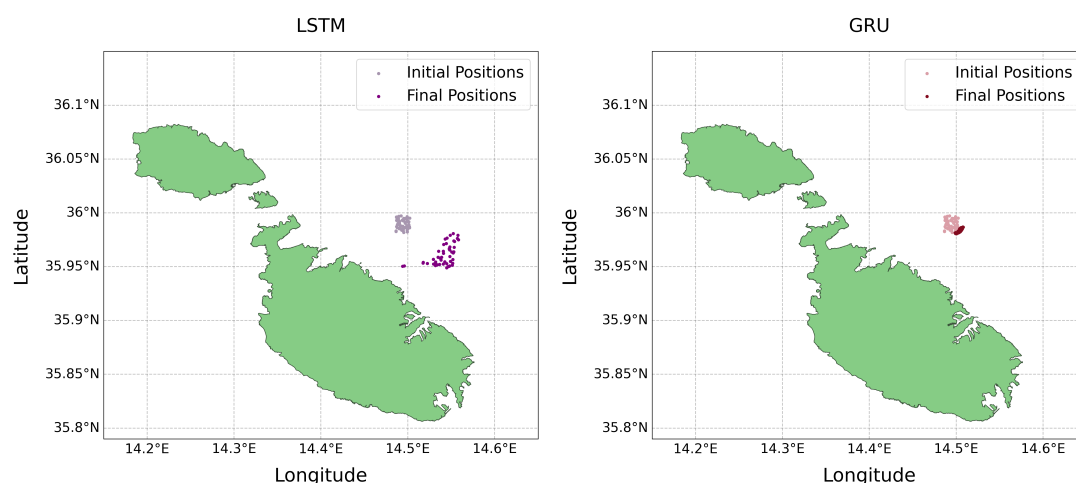 LSTM
Initial Positions
Final Positions
36.1°N
36.05°N
36°N
35.95°N
35.9°N
35.85°N
35.8°N
14.2°E 14.3°E 14.4°E 14.5°E 14.6°E
Latitude
Longitude
GRU
Initial Positions
Final Positions
36.1°N
36.05°N
36°N
35.95°N
35.9°N
35.85°N
35.8°N
14.2°E 14.3°E 14.4°E 14.5°E 14.6°E
Latitude
Longitude